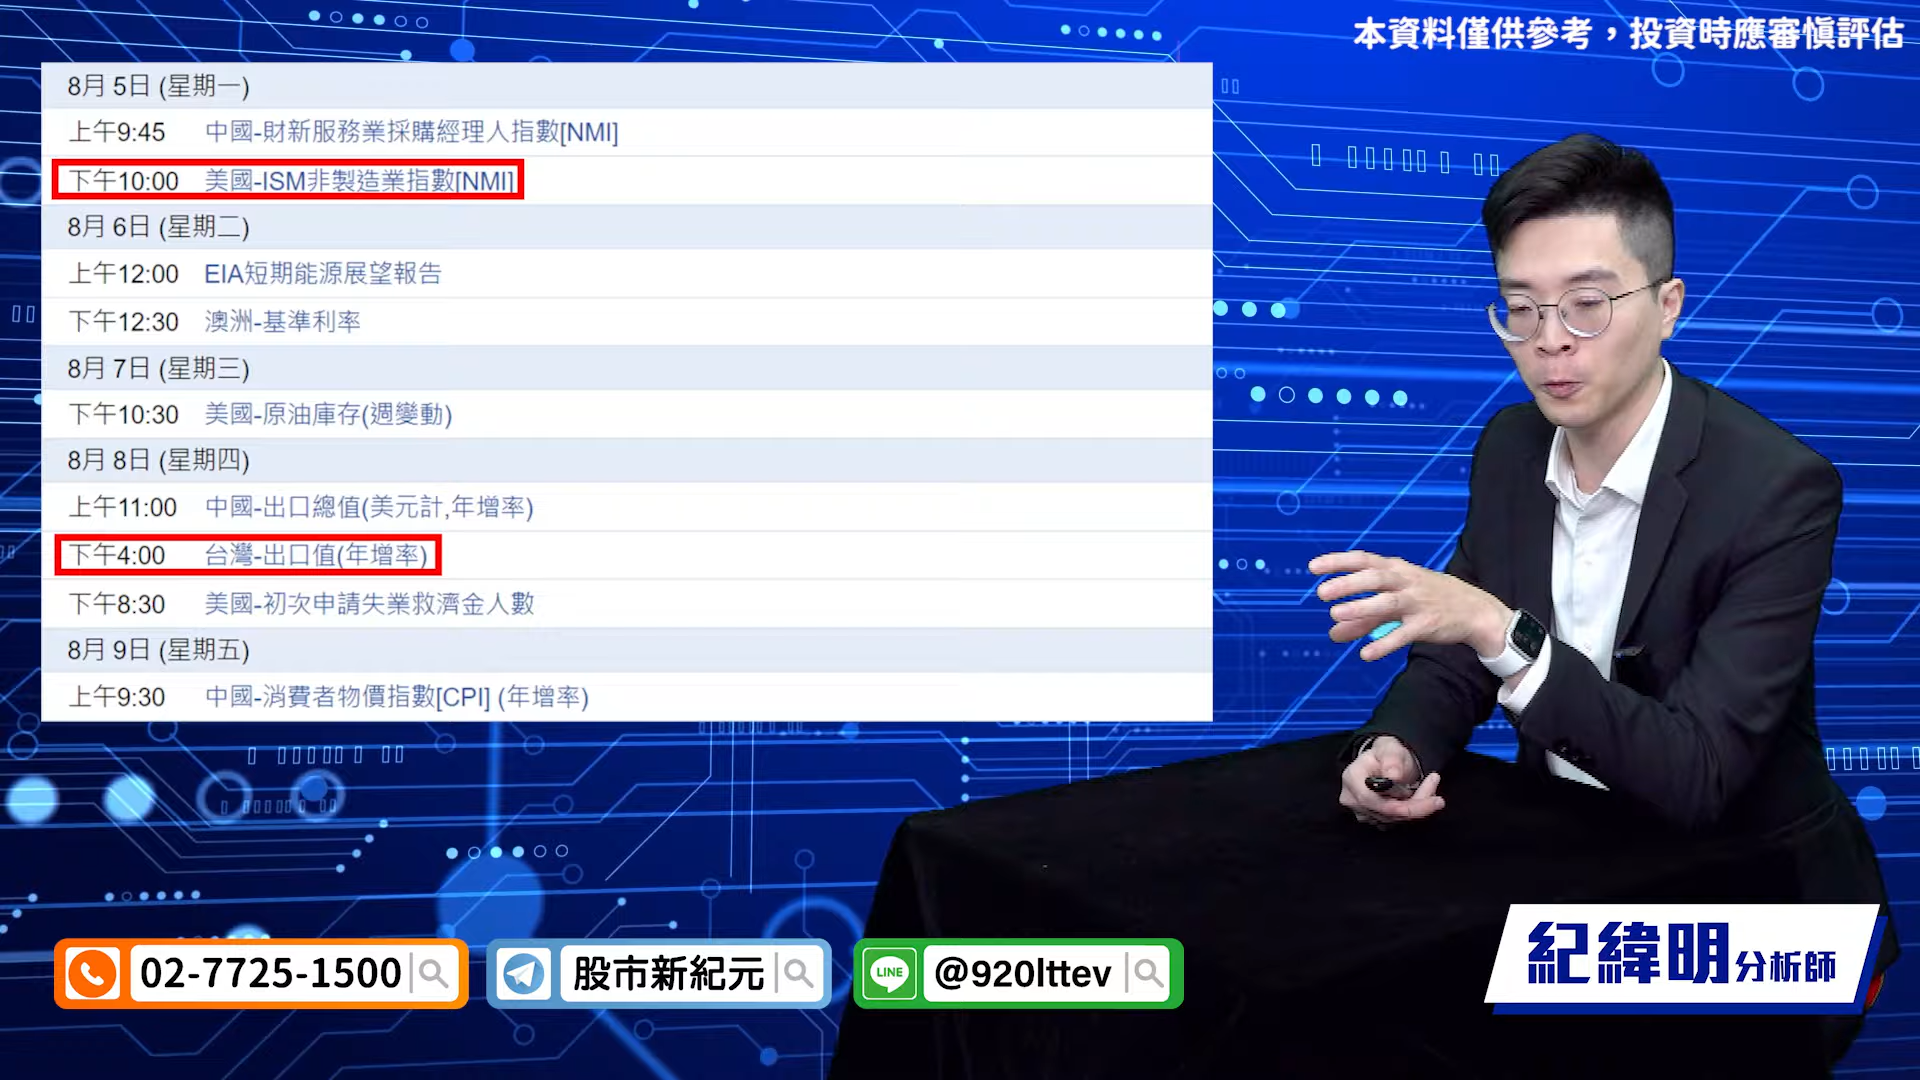 本資料僅供參考，投資時應審慎評估
8月 5日 (星期一)
上午9:45 中國-財新服務業採購經理人指數[NMI]
下午10:00 美國-ISM非製造業指數[NMI]
8月 6日 (星期二)
上午12:00 EIA短期能源展望報告
下午12:30 澳洲-基準利率
8月 7日 (星期三)
下午10:30 美國-原油庫存(週變動)
8月 8日 (星期四)
上午11:00 中國-出口總值(美元計,年增率)
下午4:00 台灣-出口值(年增率)
下午8:30 美國-初次申請失業救濟金人數
8月 9日 (星期五)
上午9:30 中國-消費者物價指數[CPI] (年增率)
紀緯明分析師
02-7725-1500
股市新紀元
LINE @920lttev